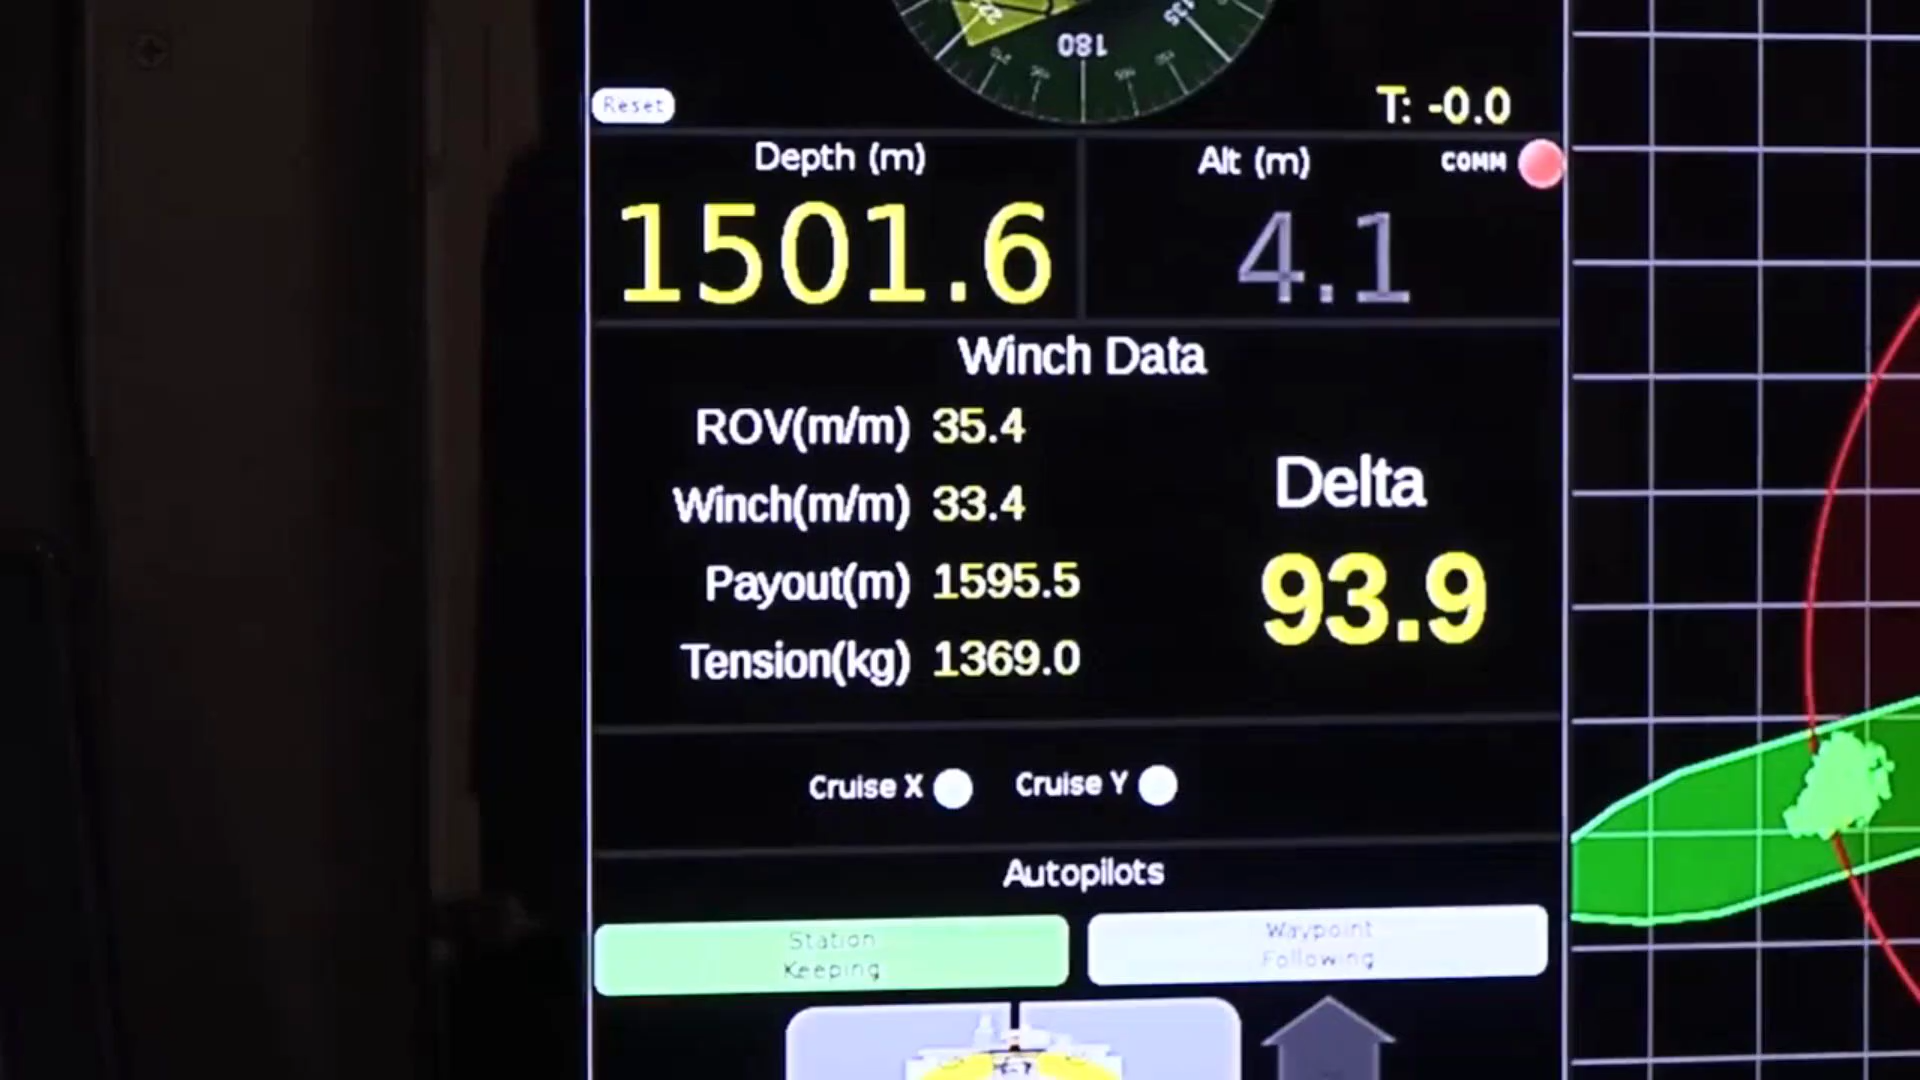 180
135
Reset
T: -0.0
Depth (m)
Alt (m)
COMM
1501.6
4.1
Winch Data
ROV(m/m) 35.4
Winch(m/m) 33.4
Payout(m) 1595.5
Tension(kg) 1369.0
Delta
93.9
Cruise X
Cruise Y
Autopilots
Station
Keeping
Waypoint
Following